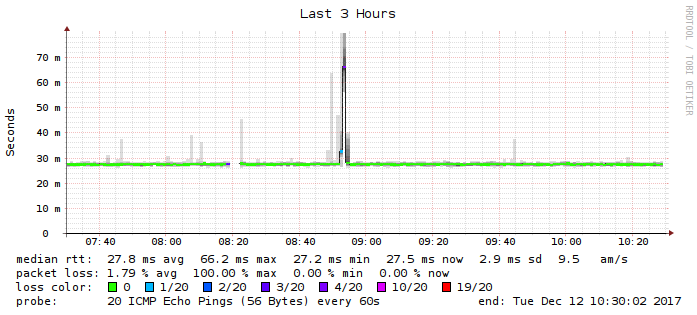 Last 3 Hours
RRDTOOL / TOBI OETIKER
Seconds
70 m
60 m
50 m
40 m
30 m
20 m
10 m
0
07:40 08:00 08:20 08:40 09:00 09:20 09:40 10:00 10:20
median rtt: 27.8 ms avg 66.2 ms max 27.2 ms min 27.5 ms now 2.9 ms sd 9.5 am/s
packet loss: 1.79 % avg 100.00 % max 0.00 % min 0.00 % now
loss color: 0 1/20 2/20 3/20 4/20 10/20 19/20
probe: 20 ICMP Echo Pings (56 Bytes) every 60s end: Tue Dec 12 10:30:02 2017